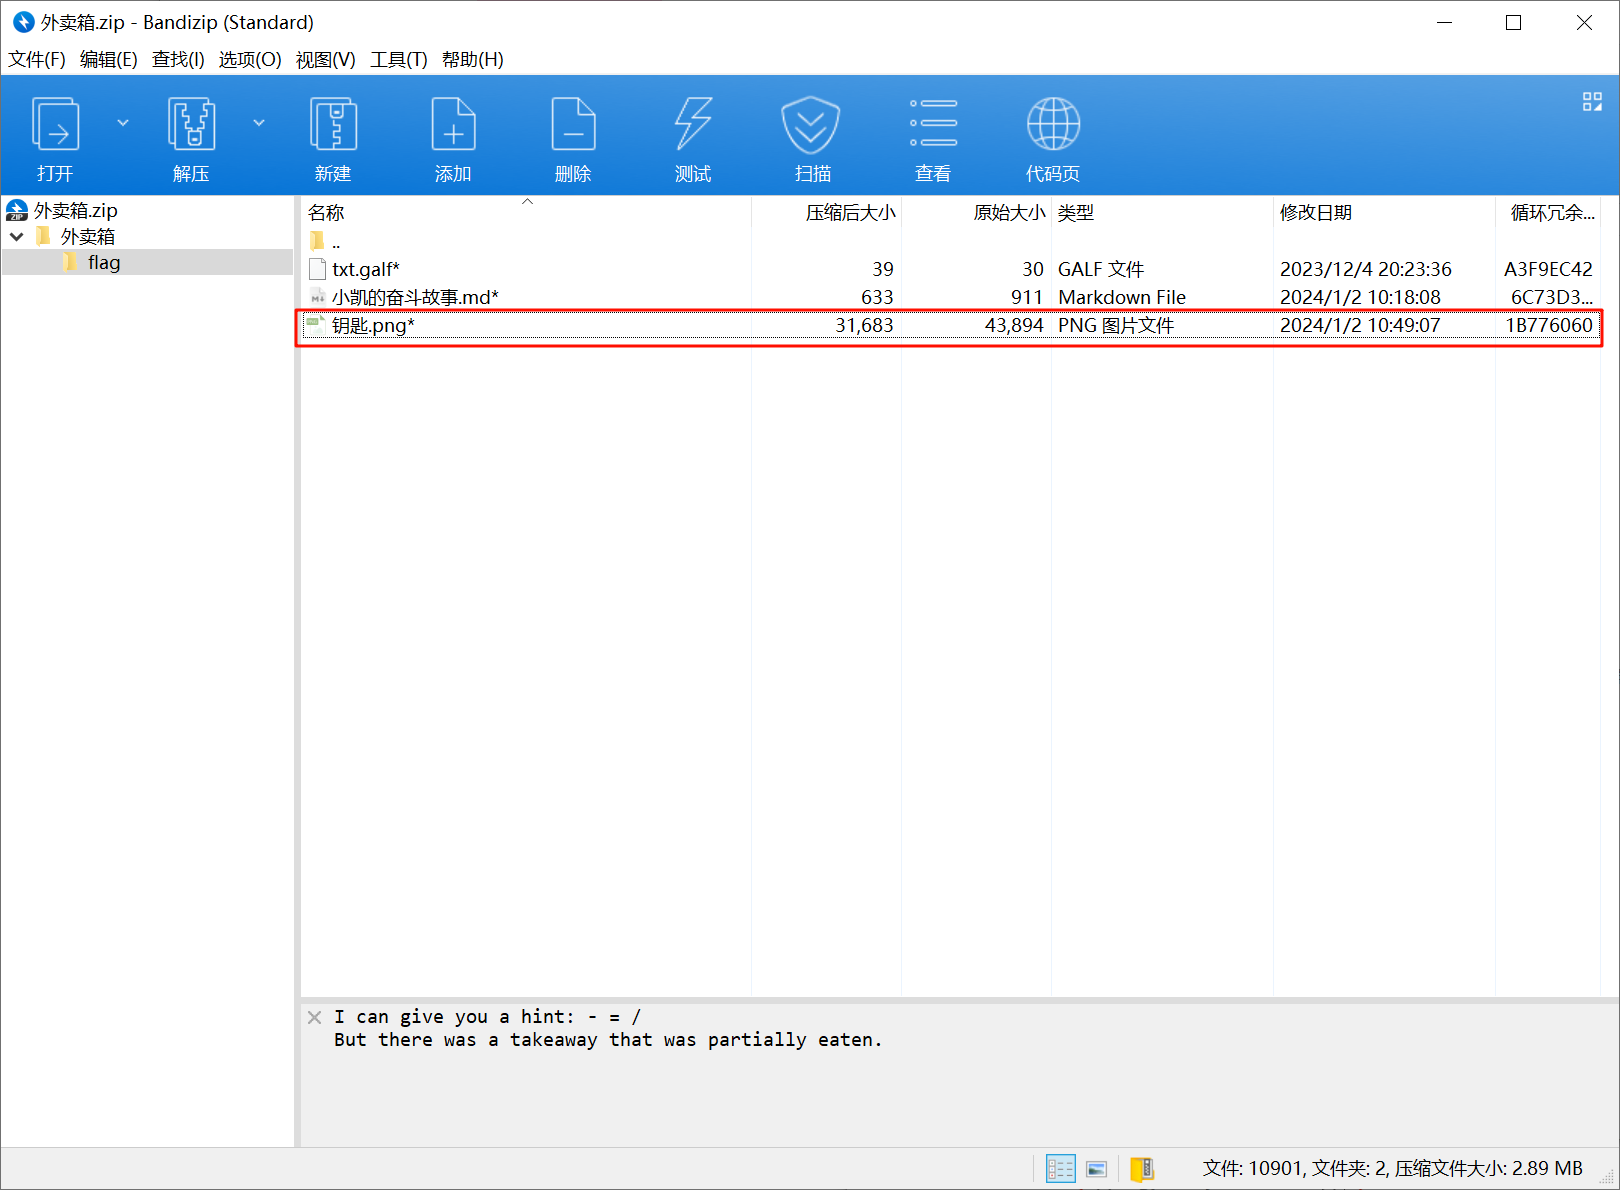 外卖箱.zip - Bandizip (Standard)
文件(F) 编辑(E) 查找(I) 选项(O) 视图(V) 工具(T) 帮助(H)
打开 解压 新建 添加 删除 测试 扫描 查看 代码页
外卖箱.zip
外卖箱
flag
名称 压缩后大小 原始大小 类型 修改日期 循环冗余...
..
txt.galf* 39 30 GALF 文件 2023/12/4 20:23:36 A3F9EC42
小凯的奋斗故事.md* 633 911 Markdown File 2024/1/2 10:18:08 6C73D3...
钥匙.png* 31,683 43,894 PNG 图片文件 2024/1/2 10:49:07 1B776060
I can give you a hint: - = /
But there was a takeaway that was partially eaten.
文件: 10901, 文件夹: 2, 压缩文件大小: 2.89 MB